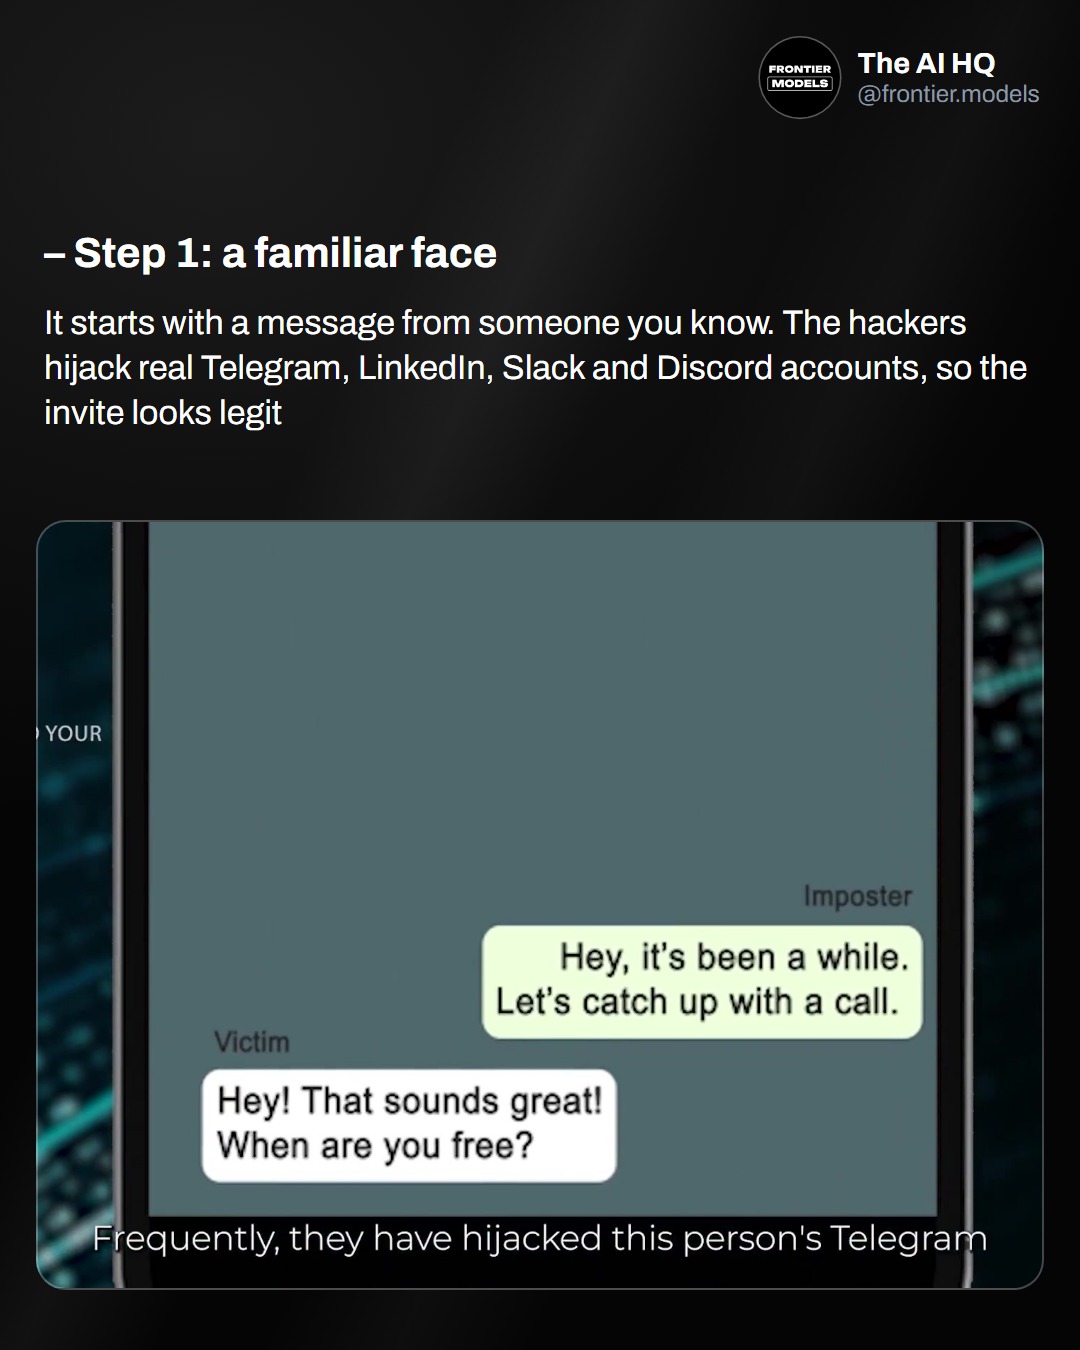 FRONTIER
MODELS
The AI HQ
@frontier.models
– Step 1: a familiar face
It starts with a message from someone you know. The hackers
hijack real Telegram, LinkedIn, Slack and Discord accounts, so the
invite looks legit
YOUR
Imposter
Hey, it's been a while.
Let's catch up with a call.
Victim
Hey! That sounds great!
When are you free?
Frequently, they have hijacked this person's Telegram